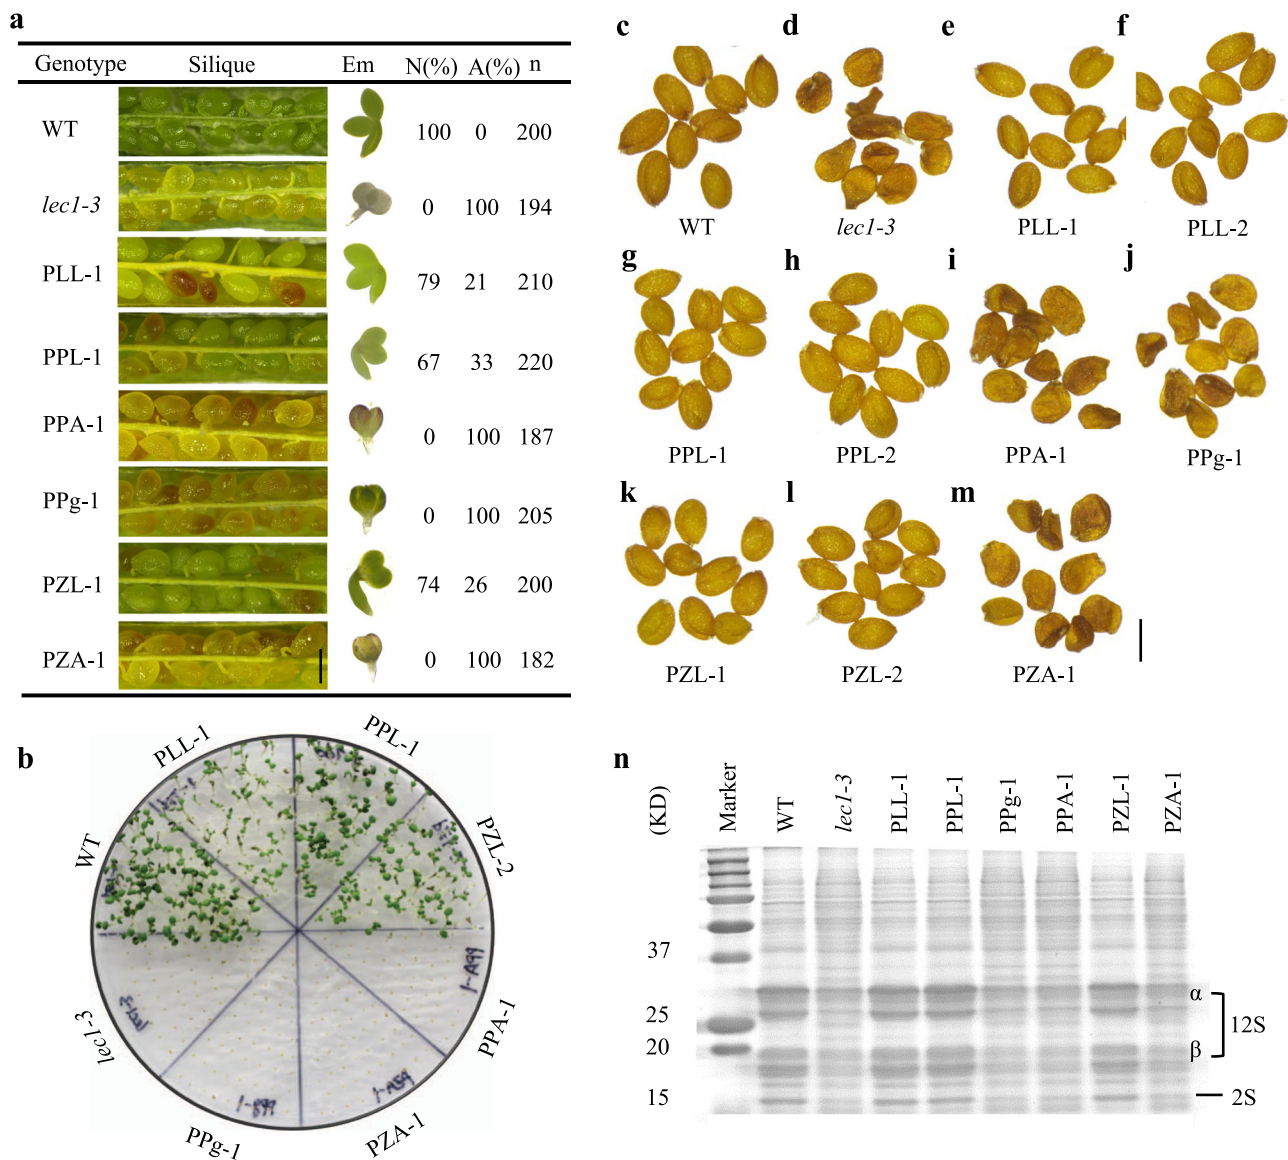 a
Genotype Silique Em N(%) A(%) n
WT 100 0 200
lec1-3 0 100 194
PLL-1 79 21 210
PPL-1 67 33 220
PPA-1 0 100 187
PPg-1 0 100 205
PZL-1 74 26 200
PZA-1 0 100 182
b
PLL-1
PPL-1
WT
PZL-2
lec1-3
PPA-1
PPg-1
PZA-1
c d e f
WT lec1-3 PLL-1 PLL-2
g h i j
PPL-1 PPL-2 PPA-1 PPg-1
k l m
PZL-1 PZL-2 PZA-1
n
(KD) Marker WT lec1-3 PLL-1 PPL-1 PPg-1 PPA-1 PZL-1 PZA-1
37
α
25
12S
20
β
15
2S